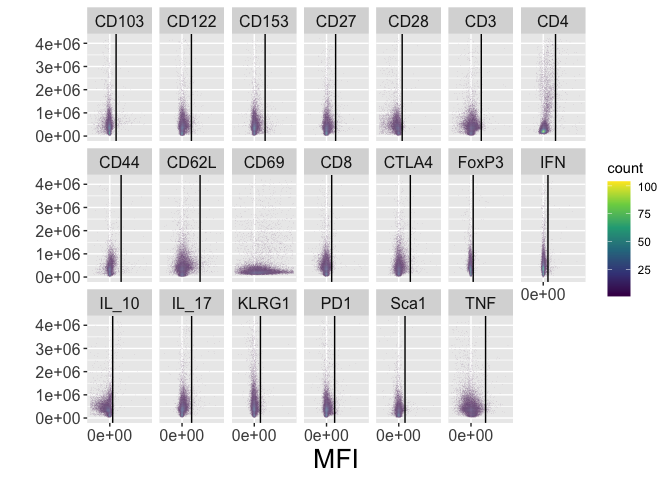 CD103 CD122 CD153 CD27 CD28 CD3 CD4
4e+06
3e+06
2e+06
1e+06
0e+00
CD44 CD62L CD69 CD8 CTLA4 FoxP3 IFN
4e+06
3e+06
2e+06
1e+06
0e+00
0e+00
IL_10 IL_17 KLRG1 PD1 Sca1 TNF
4e+06
3e+06
2e+06
1e+06
0e+00
0e+00 0e+00 0e+00 0e+00 0e+00 0e+00
MFI
count
100
75
50
25